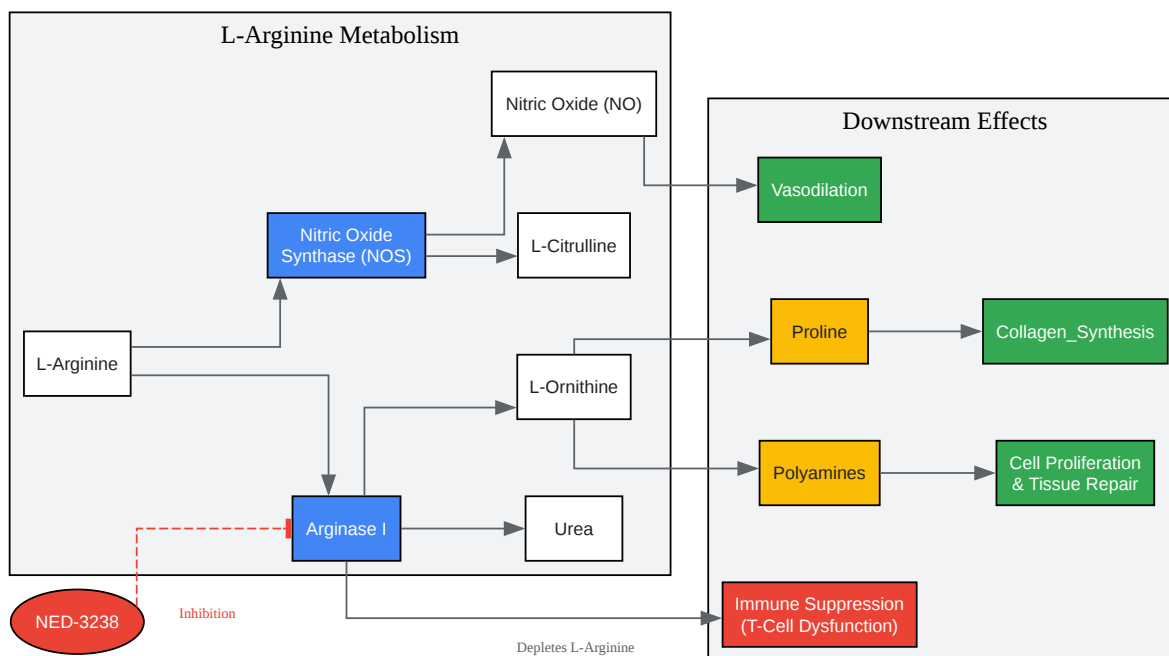 L-Arginine Metabolism
Nitric Oxide (NO)
Downstream Effects
Vasodilation
Nitric Oxide
Synthase (NOS)
L-Citrulline
L-Arginine
L-Ornithine
Proline
Collagen_Synthesis
Polyamines
Cell Proliferation
& Tissue Repair
Arginase I
Urea
NED-3238
Inhibition
Immune Suppression
(T-Cell Dysfunction)
Depletes L-Arginine